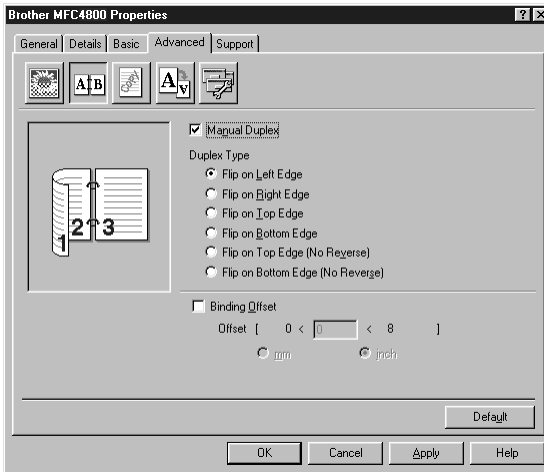 Brother MFC4800 Properties
General Details Basic Advanced Support
A B Copy A A
Manual Duplex
Duplex Type
Flip on Left Edge
Flip on Right Edge
Flip on Top Edge
Flip on Bottom Edge
Flip on Top Edge (No Reverse)
Flip on Bottom Edge (No Reverse)
1 2 3
Binding Offset
Offset [ 0 < 0 < 8 ]
mm inch
Default
OK Cancel Apply Help